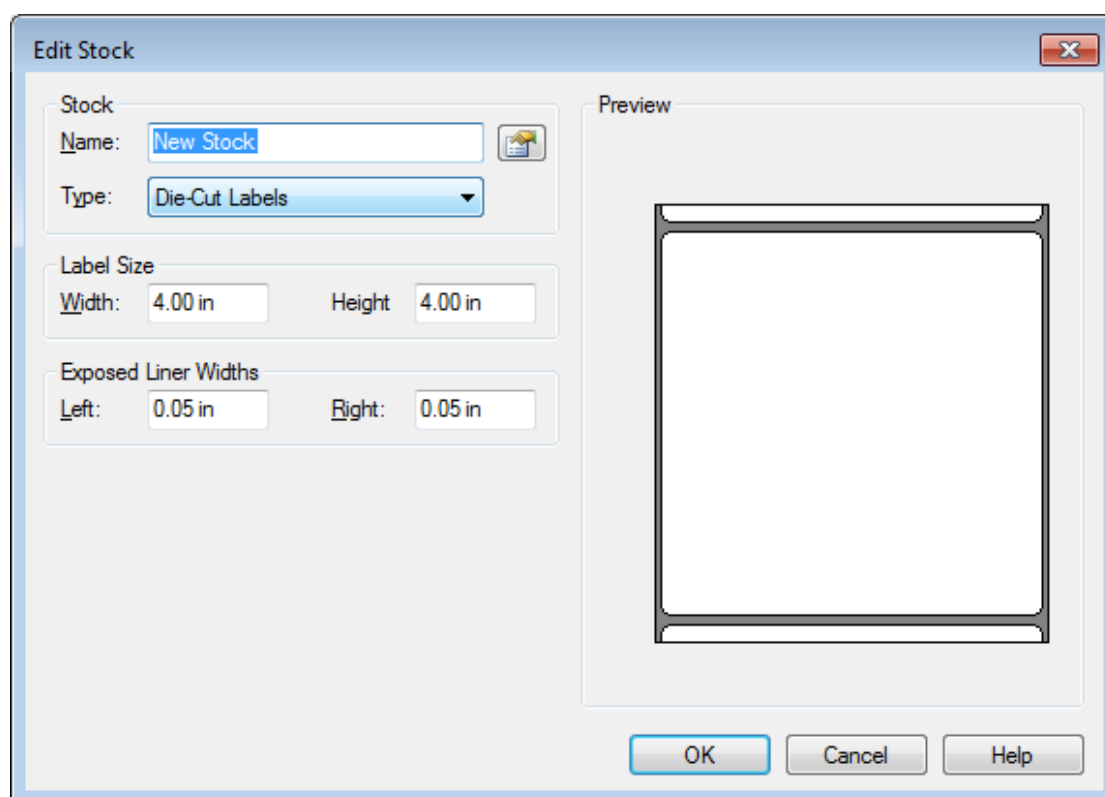 Edit Stock
Stock
Name: New Stock
Type: Die-Cut Labels
Label Size
Width: 4.00 in Height 4.00 in
Exposed Liner Widths
Left: 0.05 in Right: 0.05 in
Preview
OK Cancel Help